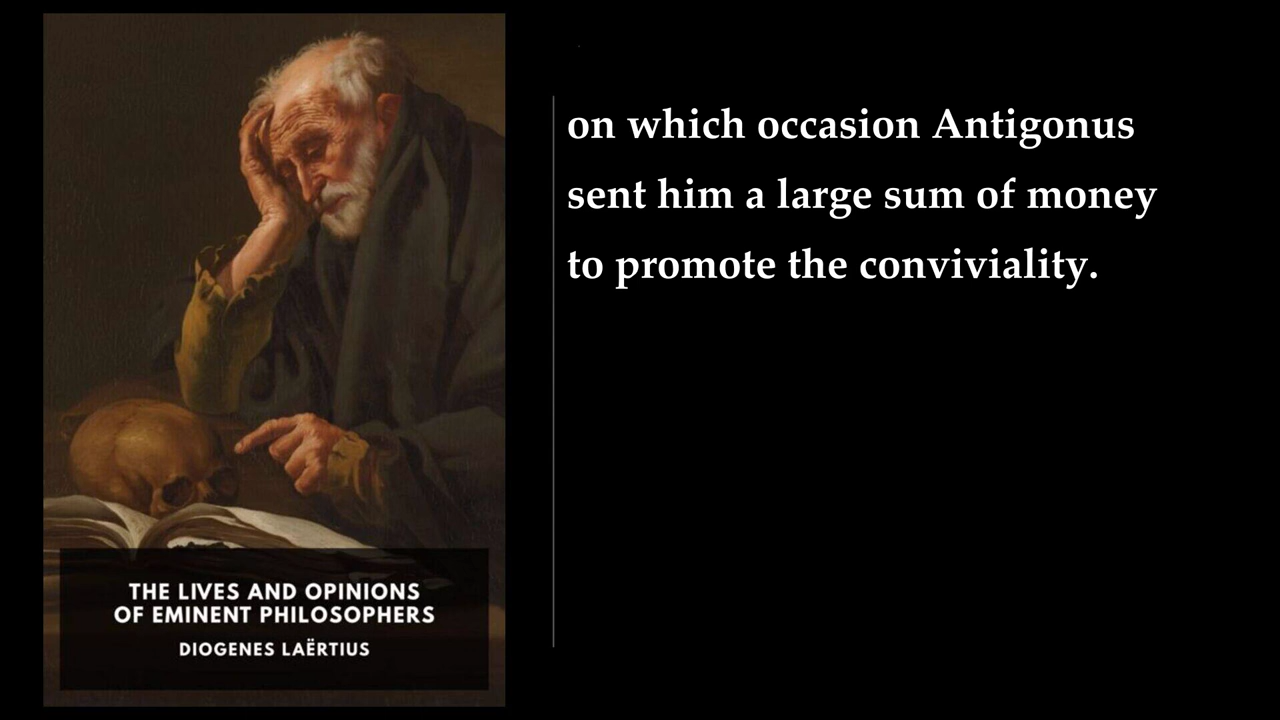 on which occasion Antigonus
sent him a large sum of money
to promote the conviviality.
THE LIVES AND OPINIONS
OF EMINENT PHILOSOPHERS
DIOGENES LAËRTIUS